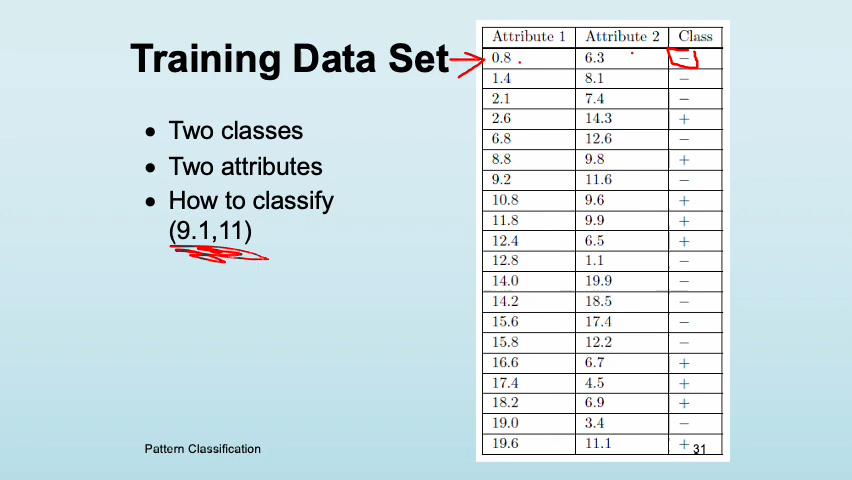 Training Data Set
• Two classes
• Two attributes
• How to classify
(9.1,11)
Attribute 1 Attribute 2 Class
0.8 6.3 −
1.4 8.1 −
2.1 7.4 −
2.6 14.3 +
6.8 12.6 −
8.8 9.8 +
9.2 11.6 −
10.8 9.6 +
11.8 9.9 +
12.4 6.5 +
12.8 1.1 −
14.0 19.9 −
14.2 18.5 −
15.6 17.4 −
15.8 12.2 −
16.6 6.7 +
17.4 4.5 +
18.2 6.9 +
19.0 3.4 −
19.6 11.1 +
Pattern Classification
31